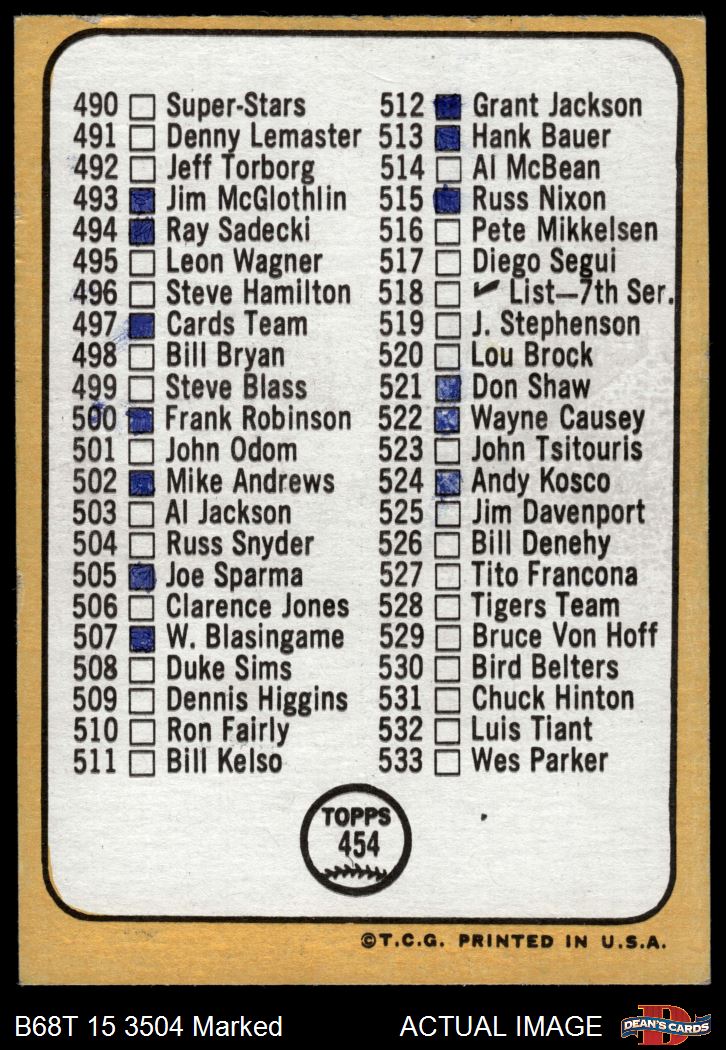 490 Super-Stars
491 Denny Lemaster
492 Jeff Torborg
493 Jim McGlothlin
494 Ray Sadecki
495 Leon Wagner
496 Steve Hamilton
497 Cards Team
498 Bill Bryan
499 Steve Blass
500 Frank Robinson
501 John Odom
502 Mike Andrews
503 Al Jackson
504 Russ Snyder
505 Joe Sparma
506 Clarence Jones
507 W. Blasingame
508 Duke Sims
509 Dennis Higgins
510 Ron Fairly
511 Bill Kelso
512 Grant Jackson
513 Hank Bauer
514 Al McBean
515 Russ Nixon
516 Pete Mikkelsen
517 Diego Segui
518 ✔ List—7th Ser.
519 J. Stephenson
520 Lou Brock
521 Don Shaw
522 Wayne Causey
523 John Tsitouris
524 Andy Kosco
525 Jim Davenport
526 Bill Denehy
527 Tito Francona
528 Tigers Team
529 Bruce Von Hoff
530 Bird Belters
531 Chuck Hinton
532 Luis Tiant
533 Wes Parker
TOPPS
454
©T.C.G. PRINTED IN U.S.A.
B68T 15 3504 Marked ACTUAL IMAGE
D
DEAN'S CARDS